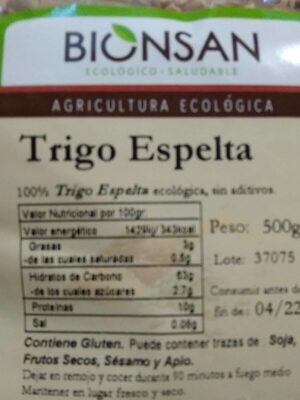 BIONSAN
ECOLÓGICO · SALUDABLE
AGRICULTURA ECOLÓGICA
Trigo Espelta
100% Trigo Espelta ecológica, sin aditivos.
Valor Nutricional por 100gr:
Valor energético 1429kj/ 343kcal
Grasas 3g
-de las cuales saturadas 0.5g
Hidratos de Carbono 63g
-de los cuales azúcares 2.7g
Proteinas 10g
Sal 0.06g
Peso: 500g
Lote: 37075
Consumir antes de
fin de: 04/22
Contiene Gluten. Puede contener trazas de Soja,
Frutos Secos, Sésamo y Apio.
Dejar en remojo y cocer durante 90 minutos a fuego medio
Mantener en lugar fresco y seco.